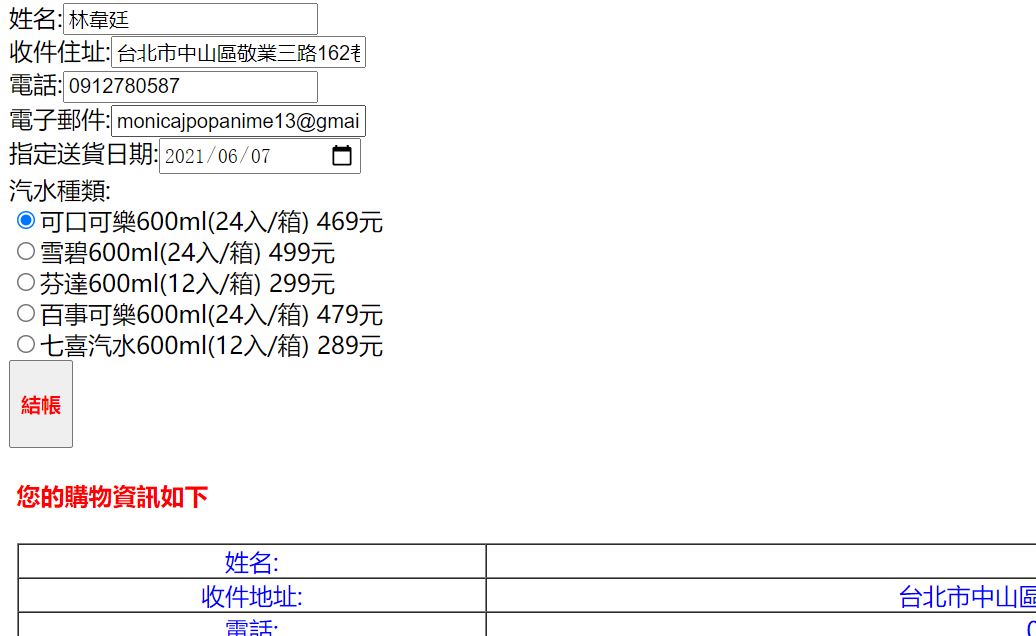 姓名:林韋廷
收件住址:台北市中山區敬業三路162巷
電話:0912780587
電子郵件:monicajpopanime13@gmai
指定送貨日期:2021/06/07
汽水種類:
可口可樂600ml(24入/箱) 469元
雪碧600ml(24入/箱) 499元
芬達600ml(12入/箱) 299元
百事可樂600ml(24入/箱) 479元
七喜汽水600ml(12入/箱) 289元
結帳
您的購物資訊如下
姓名:
收件地址: 台北市中山區
電話: 0